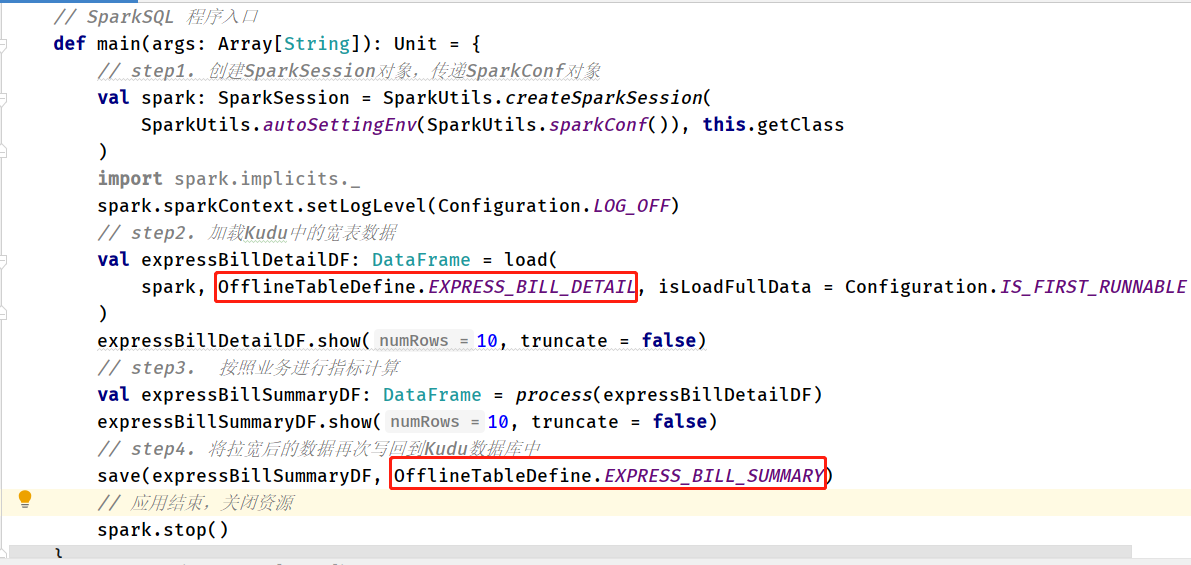 // SparkSQL 程序入口
def main(args: Array[String]): Unit = {
// step1. 创建SparkSession对象，传递SparkConf对象
val spark: SparkSession = SparkUtils.createSparkSession(
SparkUtils.autoSettingEnv(SparkUtils.sparkConf()), this.getClass
)
import spark.implicits._
spark.sparkContext.setLogLevel(Configuration.LOG_OFF)
// step2. 加载Kudu中的宽表数据
val expressBillDetailDF: DataFrame = load(
spark, OfflineTableDefine.EXPRESS_BILL_DETAIL, isLoadFullData = Configuration.IS_FIRST_RUNNABLE
)
expressBillDetailDF.show( numRows = 10, truncate = false)
// step3. 按照业务进行指标计算
val expressBillSummaryDF: DataFrame = process(expressBillDetailDF)
expressBillSummaryDF.show( numRows = 10, truncate = false)
// step4. 将拉宽后的数据再次写回到Kudu数据库中
save(expressBillSummaryDF, OfflineTableDefine.EXPRESS_BILL_SUMMARY)
// 应用结束，关闭资源
spark.stop()
}